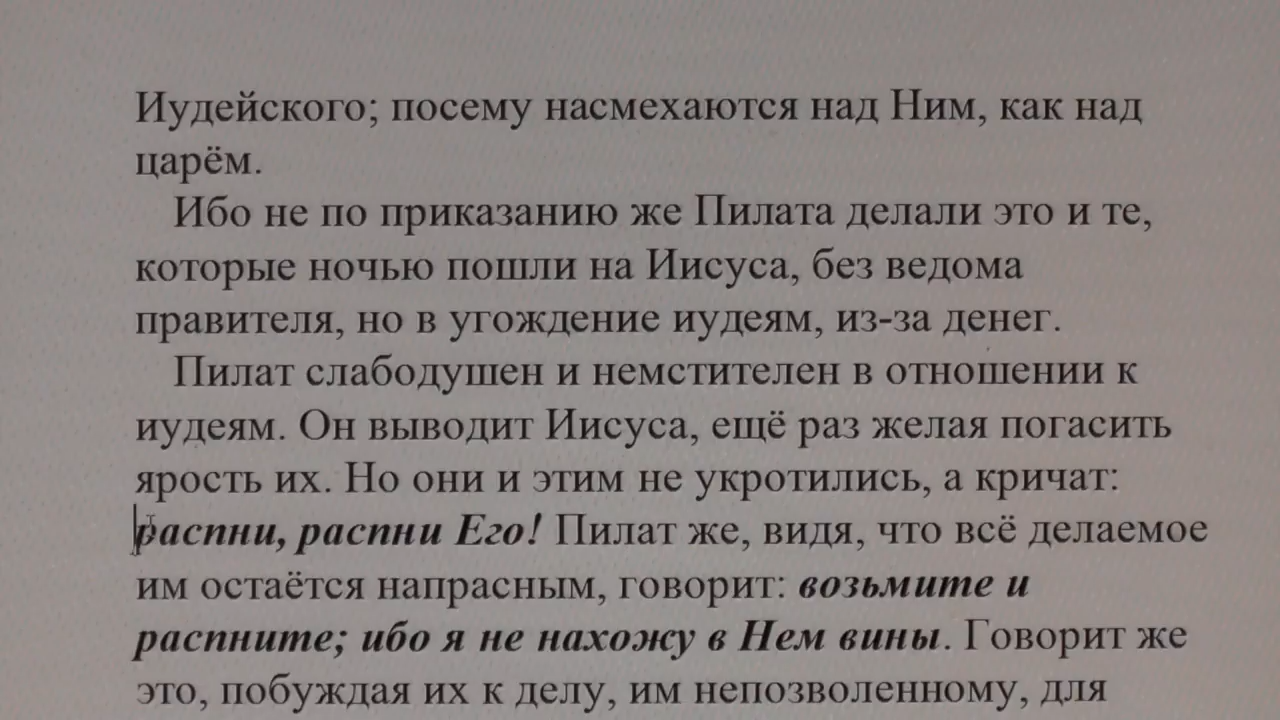 Иудейского; посему насмехаются над Ним, как над
царём.
Ибо не по приказанию же Пилата делали это и те,
которые ночью пошли на Иисуса, без ведома
правителя, но в угождение иудеям, из-за денег.
Пилат слабодушен и немстителен в отношении к
иудеям. Он выводит Иисуса, ещё раз желая погасить
ярость их. Но они и этим не укротились, а кричат:
распни, распни Его! Пилат же, видя, что всё делаемое
им остаётся напрасным, говорит: возьмите и
распните; ибо я не нахожу в Нем вины. Говорит же
это, побуждая их к делу, им непозволенному, для